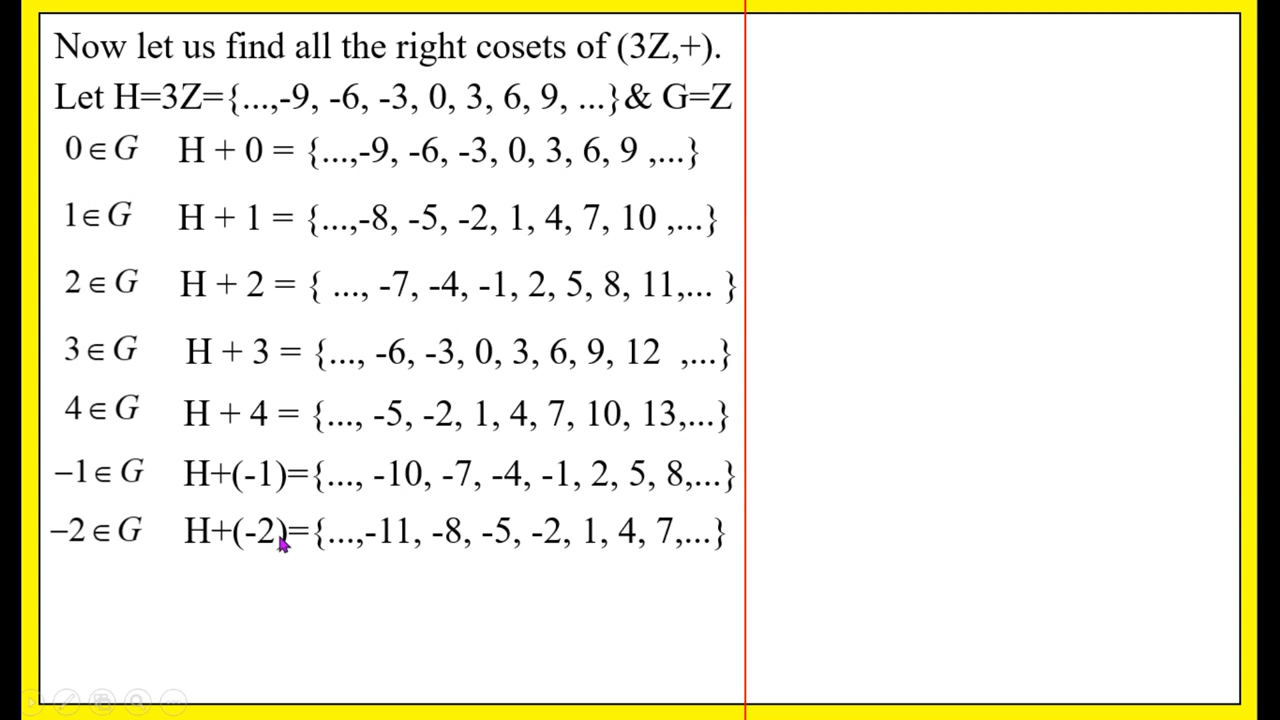 Now let us find all the right cosets of (3Z,+).
Let H=3Z={...,-9, -6, -3, 0, 3, 6, 9, ...}& G=Z
0∈G H + 0 = {...,-9, -6, -3, 0, 3, 6, 9 ,...}
1∈G H + 1 = {...,-8, -5, -2, 1, 4, 7, 10 ,...}
2∈G H + 2 = { ..., -7, -4, -1, 2, 5, 8, 11,... }
3∈G H + 3 = {..., -6, -3, 0, 3, 6, 9, 12 ,...}
4∈G H + 4 = {..., -5, -2, 1, 4, 7, 10, 13,...}
−1∈G H+(-1)={..., -10, -7, -4, -1, 2, 5, 8,...}
−2∈G H+(-2)={...,-11, -8, -5, -2, 1, 4, 7,...}